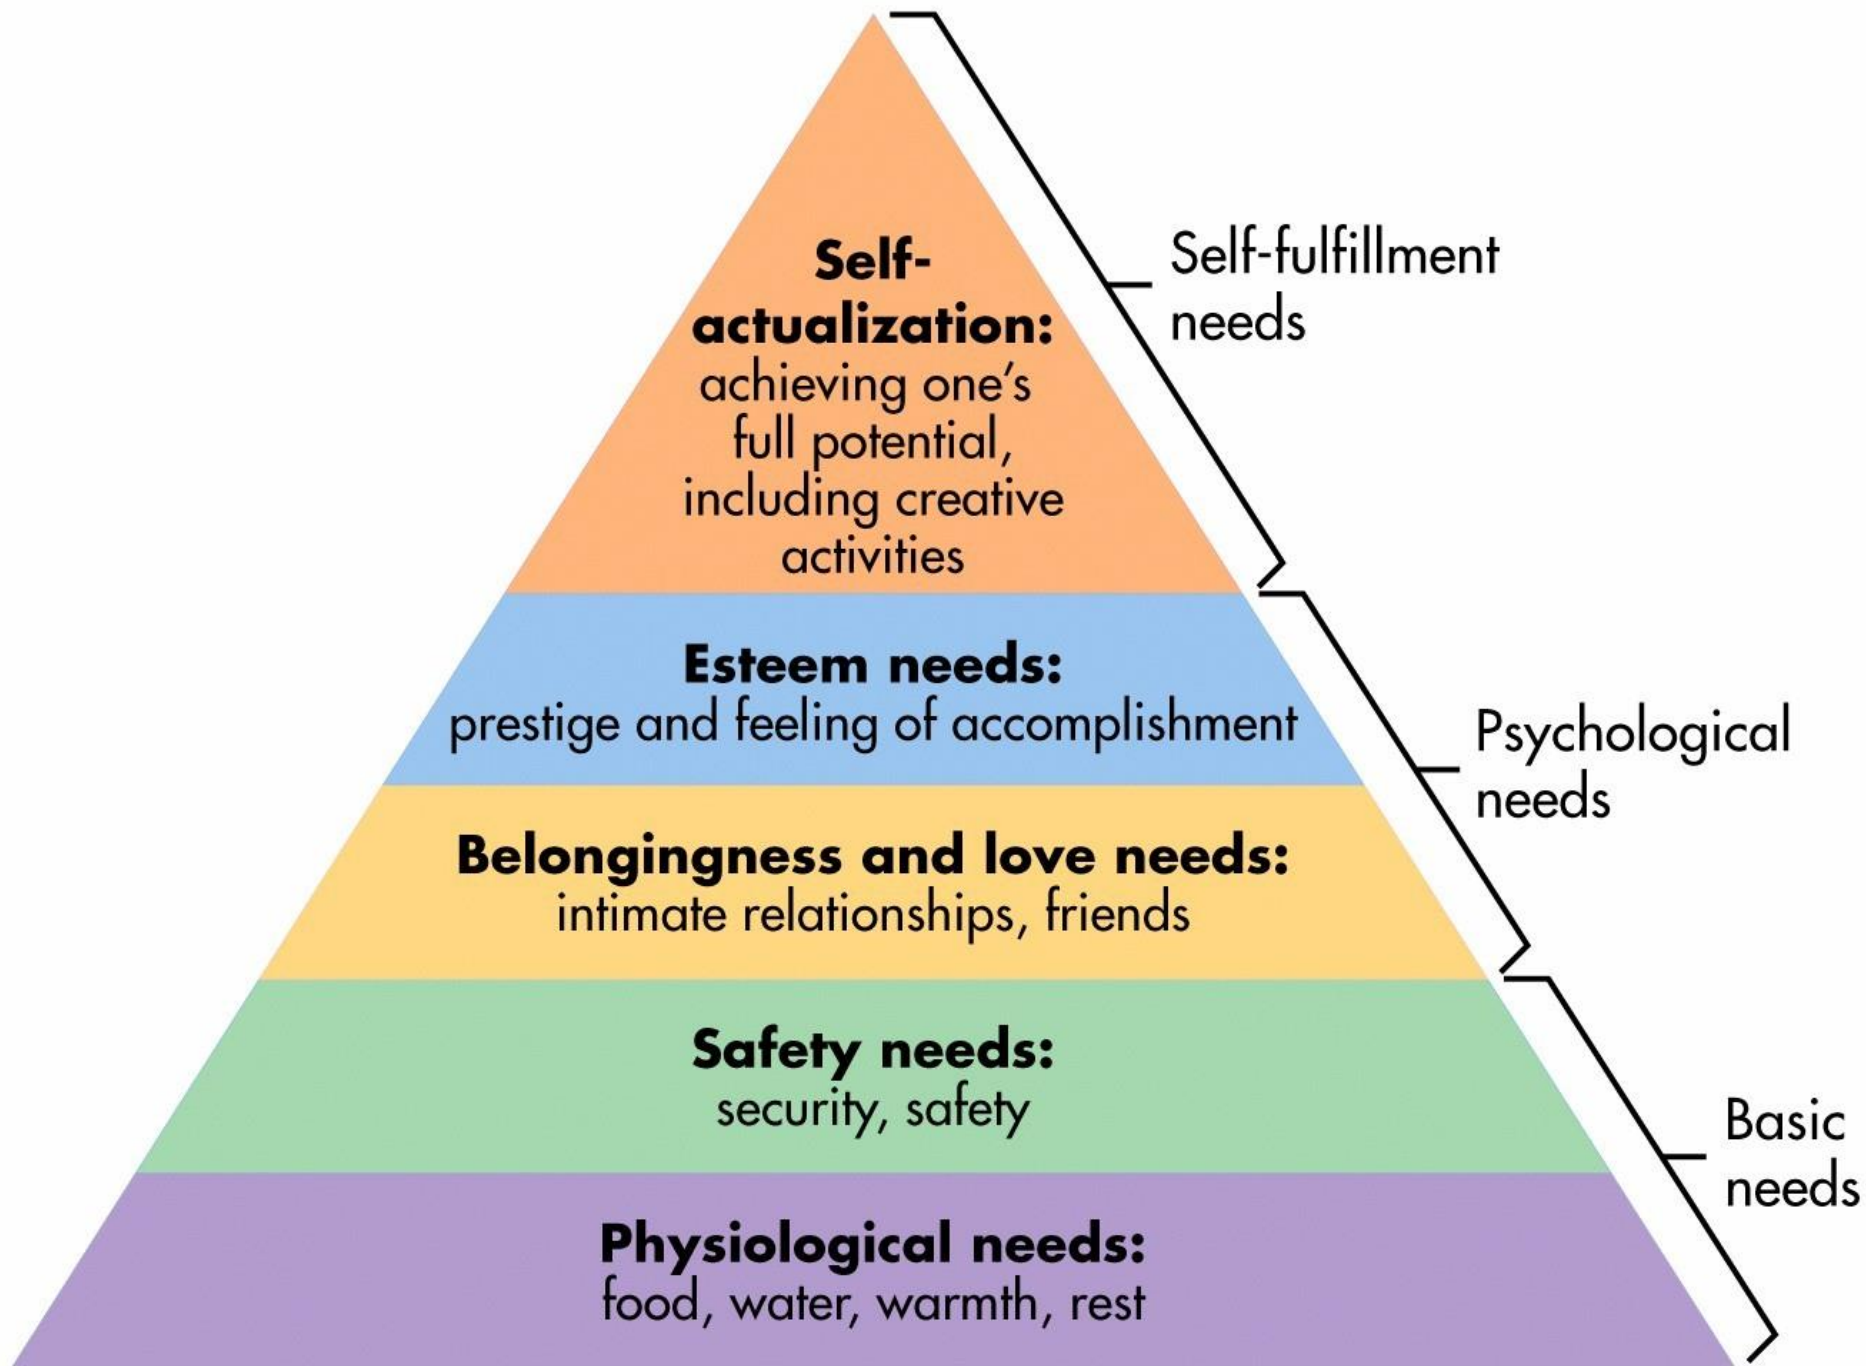 Self-
actualization:
achieving one's
full potential,
including creative
activities
Self-fulfillment
needs
Esteem needs:
prestige and feeling of accomplishment
Psychological
needs
Belongingness and love needs:
intimate relationships, friends
Safety needs:
security, safety
Basic
needs
Physiological needs:
food, water, warmth, rest